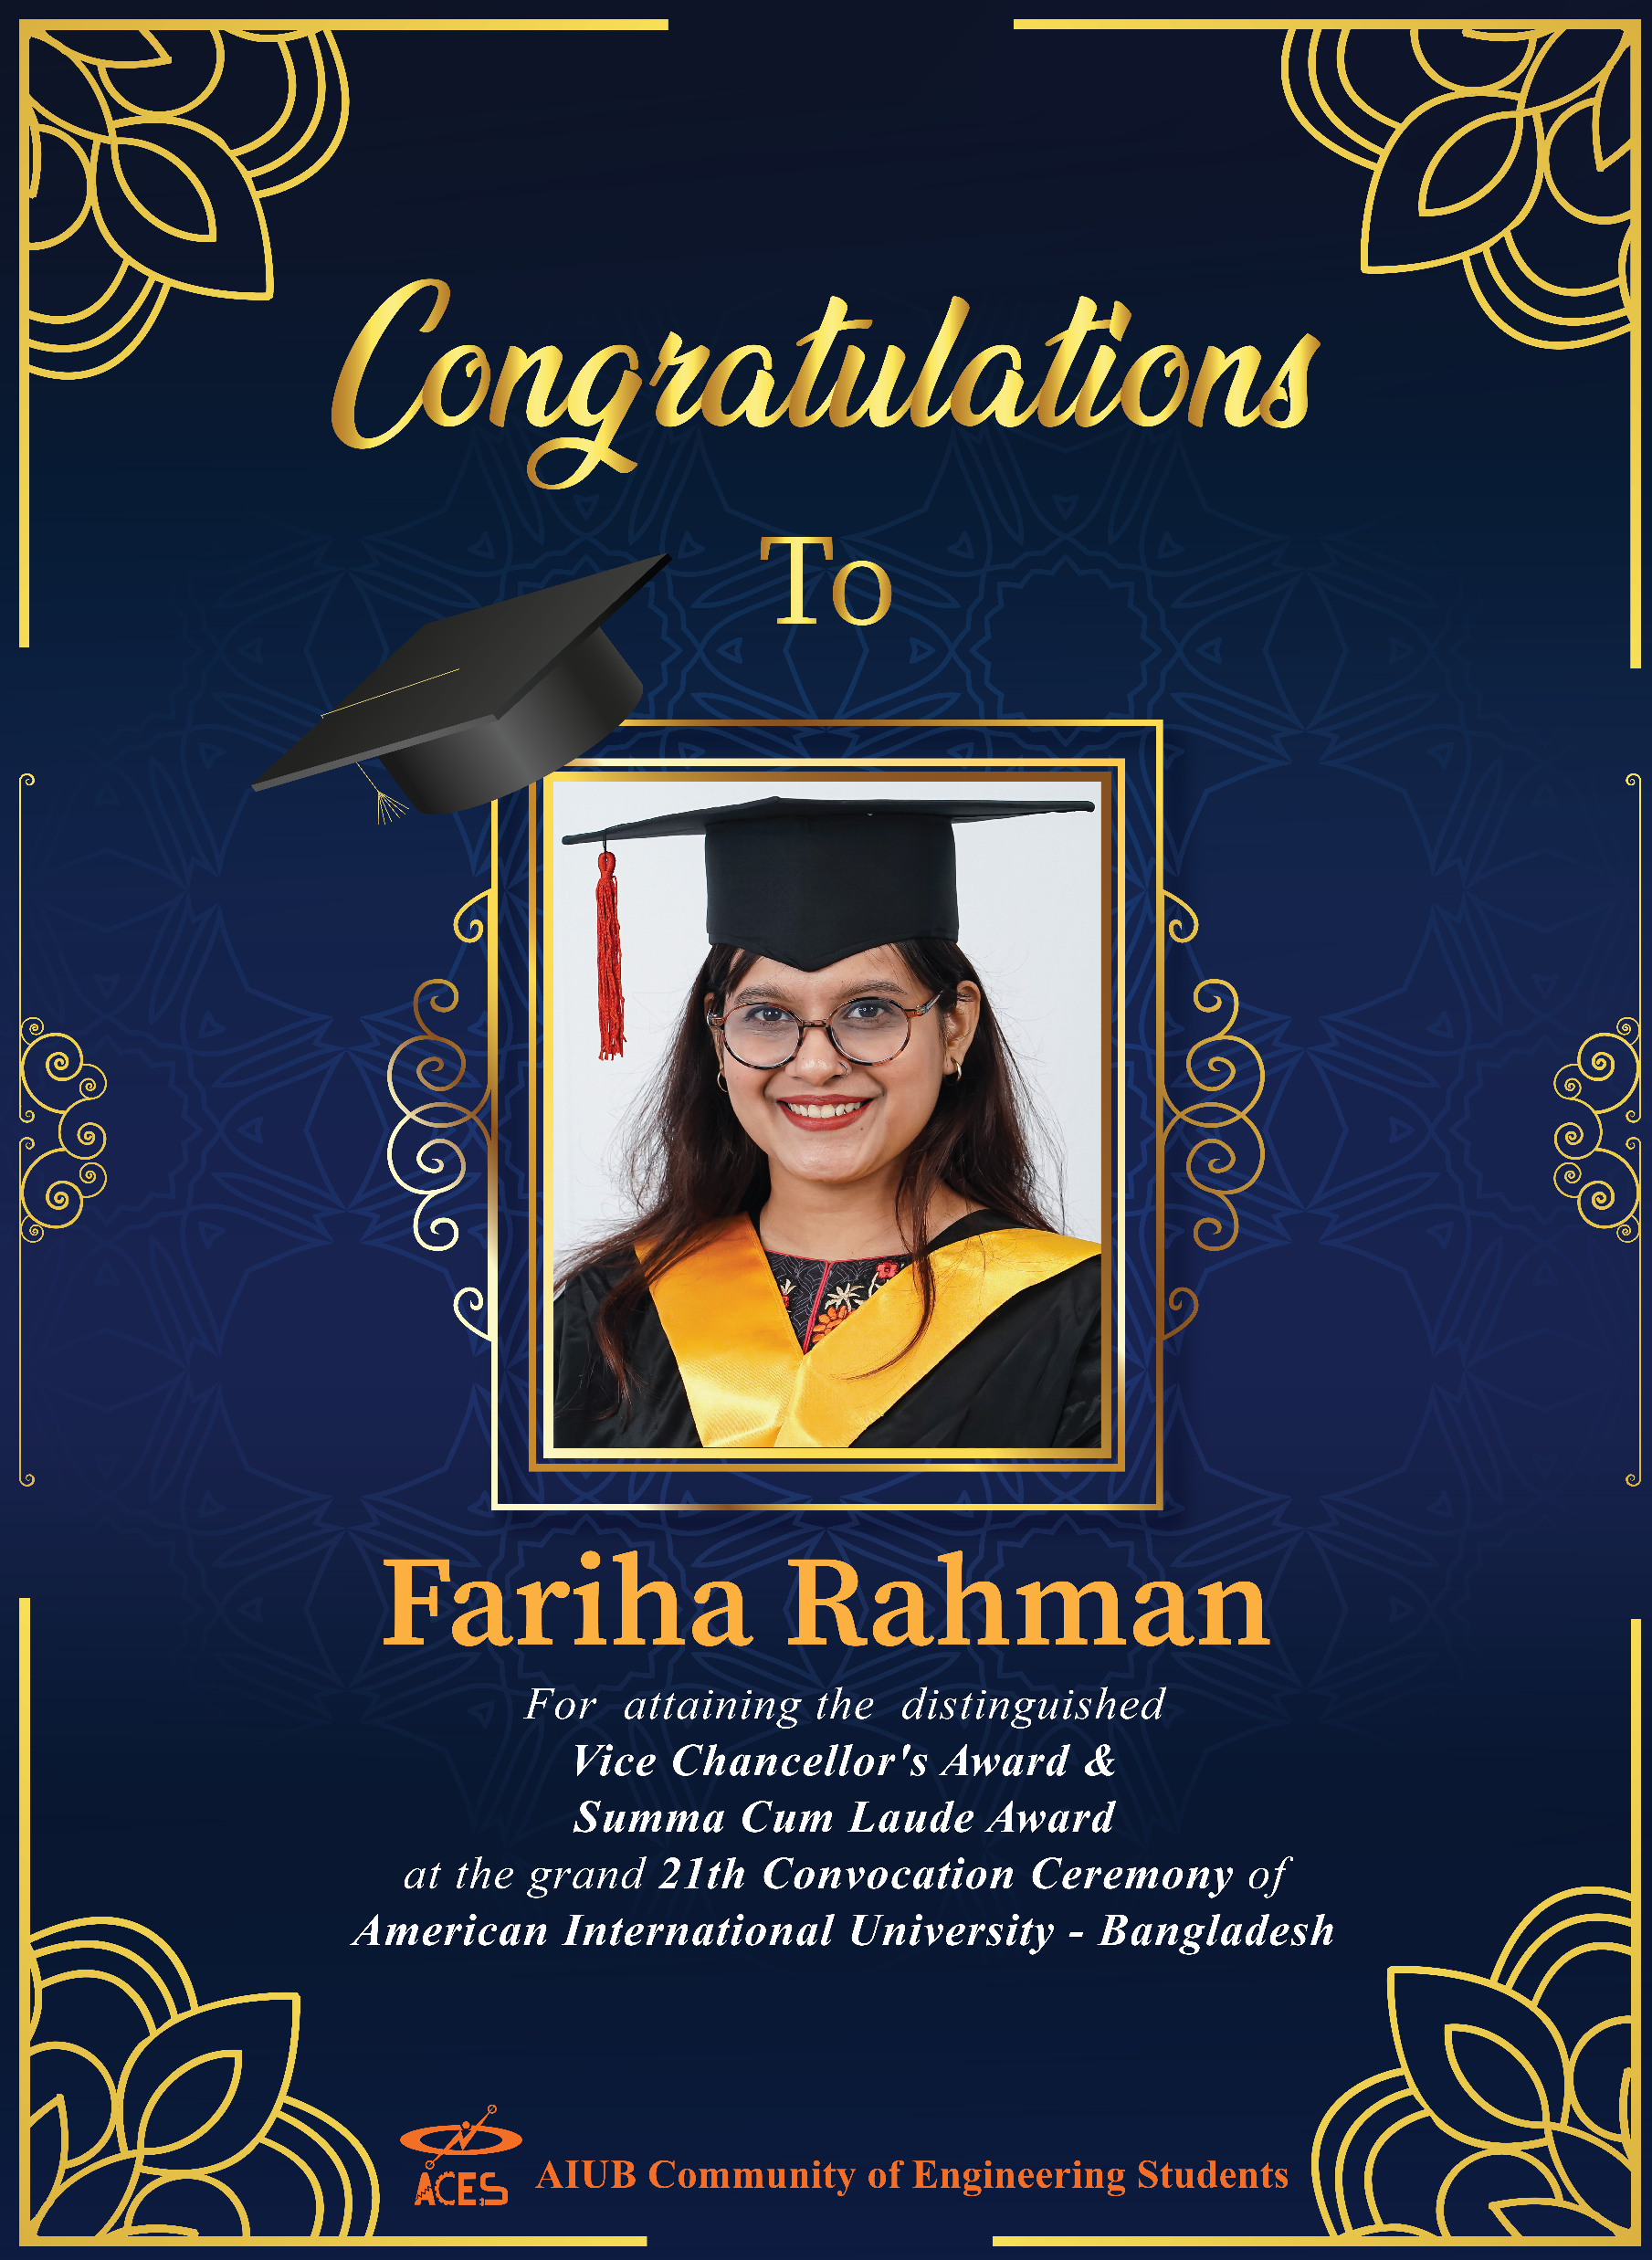 Congratulations
To
Fariha Rahman
For attaining the distinguished
Vice Chancellor's Award &
Summa Cum Laude Award
at the grand 21th Convocation Ceremony of
American International University - Bangladesh
ACES
AIUB Community of Engineering Students